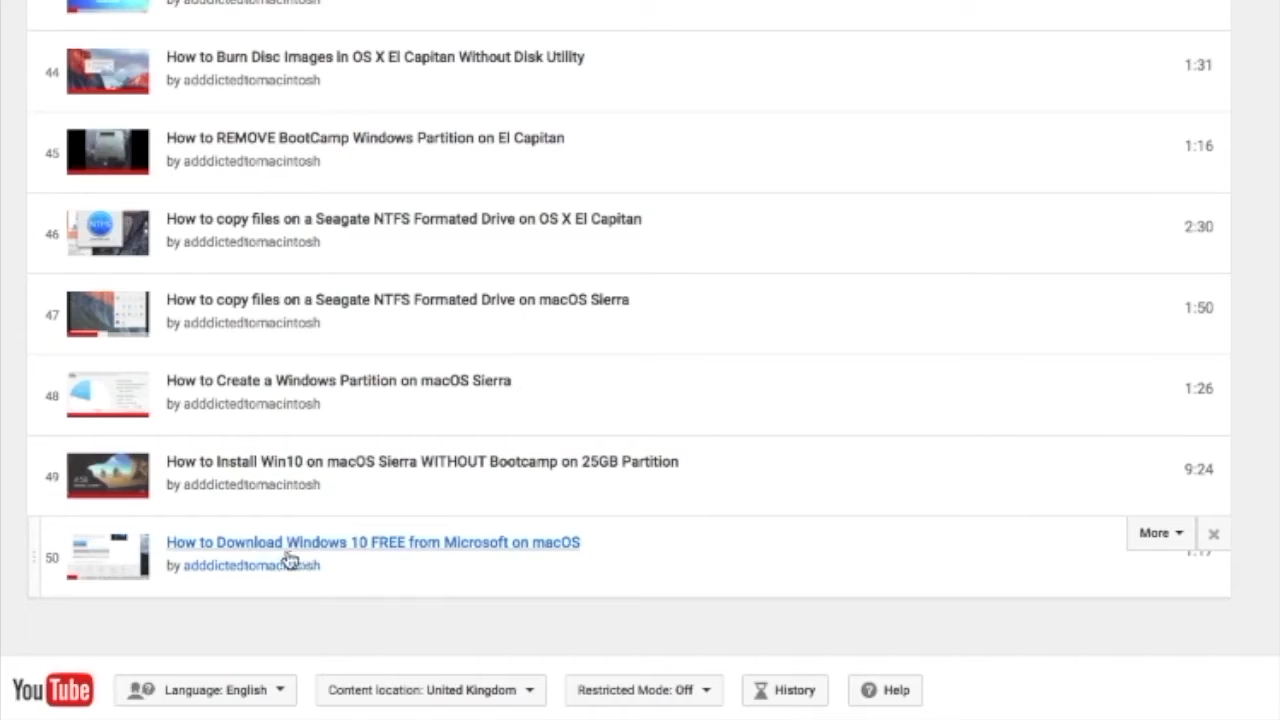 by adddictedtomacintosh
44
How to Burn Disc Images in OS X El Capitan Without Disk Utility
by adddictedtomacintosh
1:31
45
How to REMOVE BootCamp Windows Partition on El Capitan
by adddictedtomacintosh
1:16
46
How to copy files on a Seagate NTFS Formated Drive on OS X El Capitan
by adddictedtomacintosh
2:30
47
How to copy files on a Seagate NTFS Formated Drive on macOS Sierra
by adddictedtomacintosh
1:50
48
How to Create a Windows Partition on macOS Sierra
by adddictedtomacintosh
1:26
49
How to Install Win10 on macOS Sierra WITHOUT Bootcamp on 25GB Partition
by adddictedtomacintosh
9:24
50
How to Download Windows 10 FREE from Microsoft on macOS
by adddictedtomacintosh
More
YouTube
Language: English
Content location: United Kingdom
Restricted Mode: Off
History
Help